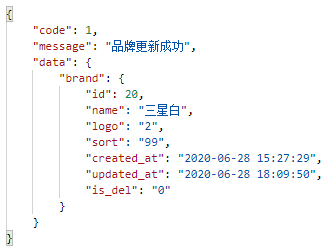 {
    "code": 1,
    "message": "品牌更新成功",
    "data": {
        "brand": {
            "id": 20,
            "name": "三星白",
            "logo": "2",
            "sort": "99",
            "created_at": "2020-06-28 15:27:29",
            "updated_at": "2020-06-28 18:09:50",
            "is_del": "0"
        }
    }
}